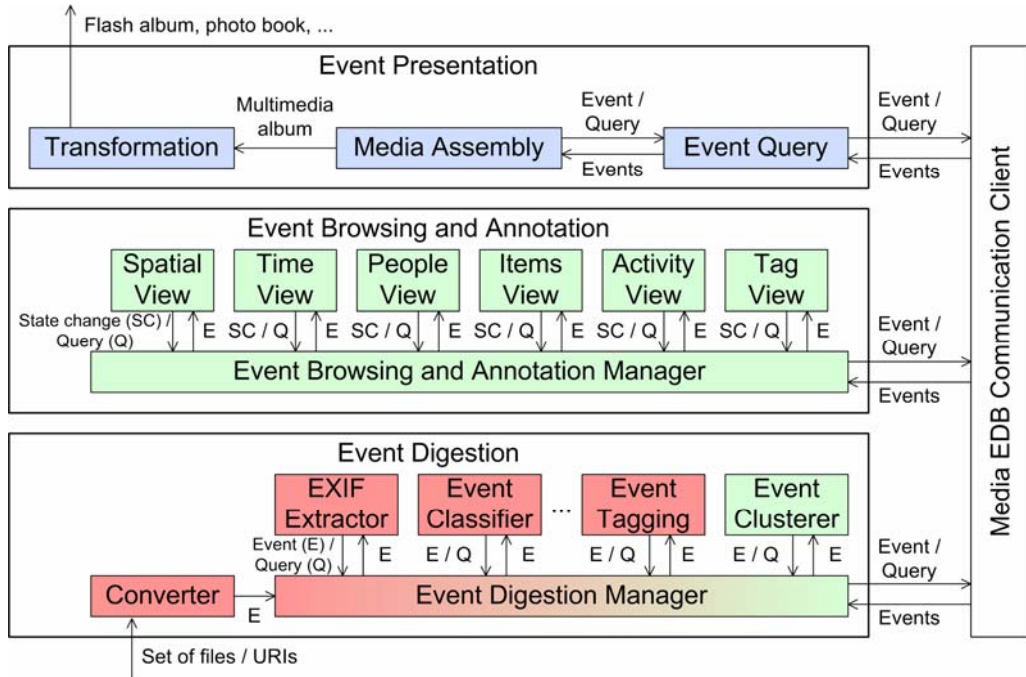 Flash album, photo book, ...
Event Presentation
Multimedia
album
Event /
Query
Event /
Query
Transformation
Media Assembly
Event Query
Events
Events
Event Browsing and Annotation
Spatial
View
Time
View
People
View
Items
View
Activity
View
Tag
View
State change (SC) /
Query (Q)
E
SC / Q
E
SC / Q
E
SC / Q
E
SC / Q
E
SC / Q
E
Event /
Query
Event Browsing and Annotation Manager
Events
Event Digestion
EXIF
Extractor
Event
Classifier
...
Event
Tagging
Event
Clusterer
Event (E) /
Query (Q)
E
E / Q
E
E / Q
E
E / Q
E
Event /
Query
Converter
E
Event Digestion Manager
Events
Set of files / URIs
Media EDB Communication Client